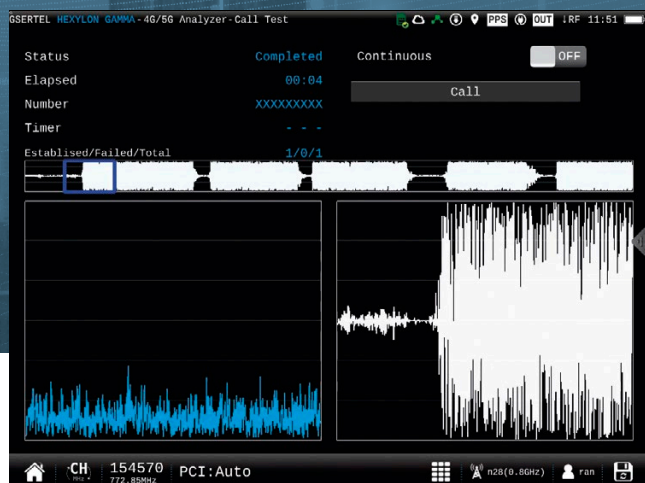 GSERTEL HEXYLON GAMMA-4G/5G Analyzer-Call Test PPS OUT ↓RF 11:51
Status Completed
Continuous OFF
Elapsed 00:04
Call
Number XXXXXXXXX
Timer - - -
Establised/Failed/Total 1/0/1
CH MHz 154570 772.85MHz PCI:Auto n28(0.8GHz) ran